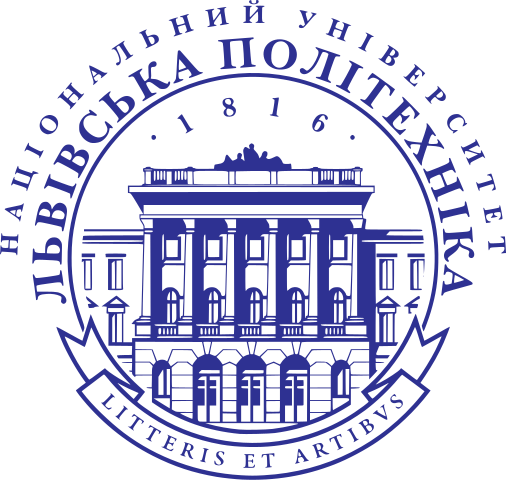 НАЦІОНАЛЬНИЙ УНІВЕРСИТЕТ
ЛЬВІВСЬКА ПОЛІТЕХНІКА
· 1816 ·
LITTERIS ET ARTIBVS